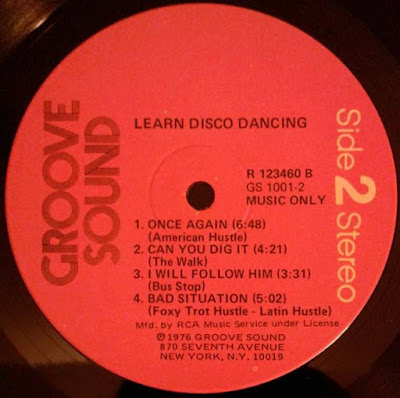 GROOVE
SOUND
LEARN DISCO DANCING
R 123460 B
GS 1001-2
MUSIC ONLY
Side 2 Stereo
1. ONCE AGAIN (6:48)
(American Hustle)
2. CAN YOU DIG IT (4:21)
(The Walk)
3. I WILL FOLLOW HIM (3:31)
(Bus Stop)
4. BAD SITUATION (5:02)
(Foxy Trot Hustle - Latin Hustle)
Mfd. by RCA Music Service under License
℗1976 GROOVE SOUND
870 SEVENTH AVENUE
NEW YORK, N.Y. 10019